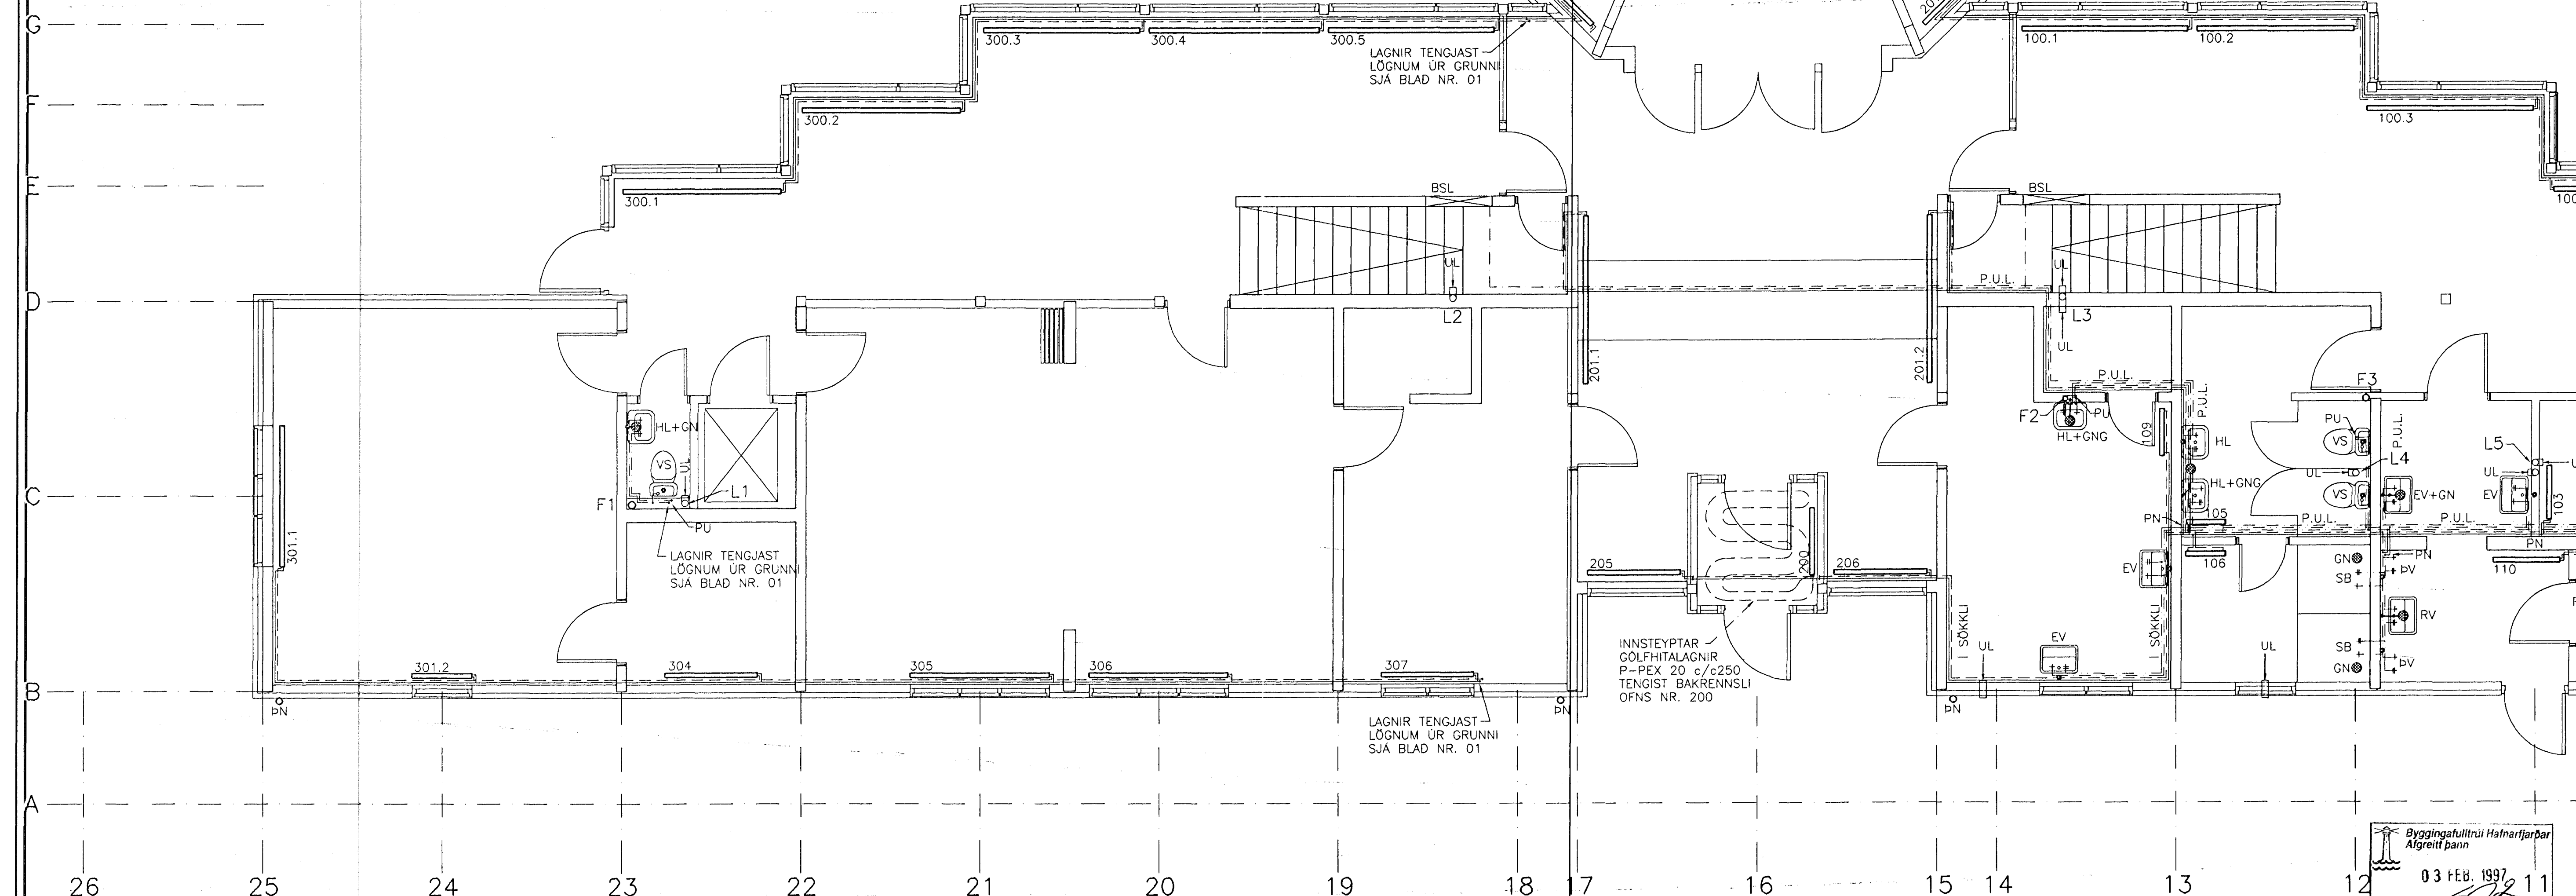 G
300.3
300.4
300.5
LAGNIR TENGJAST
LÖGNUM ÚR GRUNNI
SJÁ BLAD NR. 01
100.1
100.2
F
300.2
100.3
E
300.1
BSL
BSL
UL
P.U.L.
UL
D
L2
L3
UL
201.1
201.2
P.U.L.
F3
HL+GN
F2
PU
HL+GNG
109
P.U.L.
HL
PU
VS
P.U.L.
VS
UL
L5
UL
L4
UL
C
F1
L1
PU
HL+GNG
VS
EV+GN
EV
103
105
P.U.L.
P.U.L.
PN
PN
301.1
LAGNIR TENGJAST
LÖGNUM ÚR GRUNNI
SJÁ BLAD NR. 01
205
200
206
EV
106
GN
SB
PN
ÞV
110
RV
INNSTEYPTAR
GÓLFHITALAGNIR
P-PEX 20 c/c250
TENGIST BAKRENNSLI
OFNS NR. 200
I SÖKKLI
I SÖKKLI
UL
EV
UL
SB
GN
ÞV
301.2
304
305
306
307
B
ÞN
ÞN
ÞN
LAGNIR TENGJAST
LÖGNUM ÚR GRUNNI
SJÁ BLAD NR. 01
A
Byggingafulltrúi Hafnarfjarðar
Afgreitt þann
03 FEB. 1997
26
25
24
23
22
21
20
19
18
17
16
15
14
13
12
11